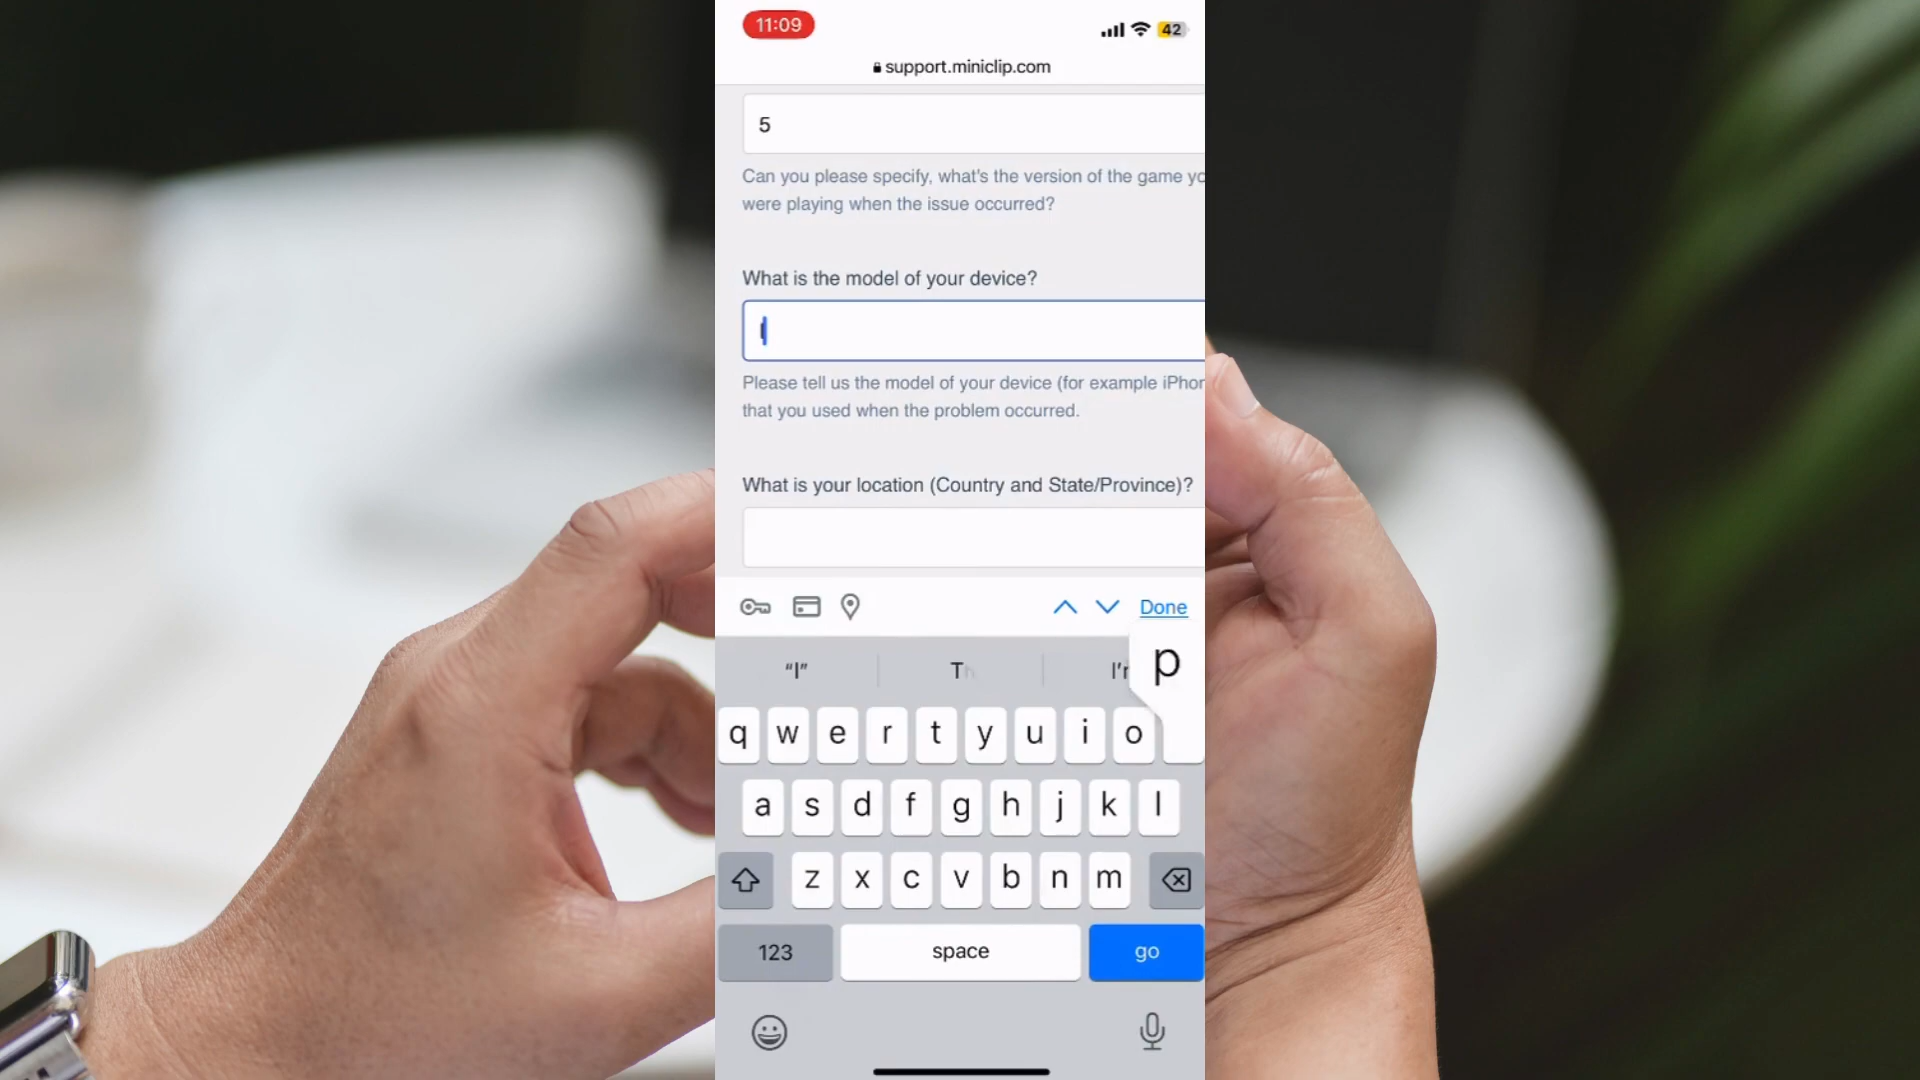 11:09
42
support.miniclip.com
5
Can you please specify, what's the version of the game yo
were playing when the issue occurred?
What is the model of your device?
I
Please tell us the model of your device (for example iPhon
that you used when the problem occurred.
What is your location (Country and State/Province)?
Done
“I”
Th
I'm
p
q w e r t y u i o
a s d f g h j k l
z x c v b n m
123
space
go